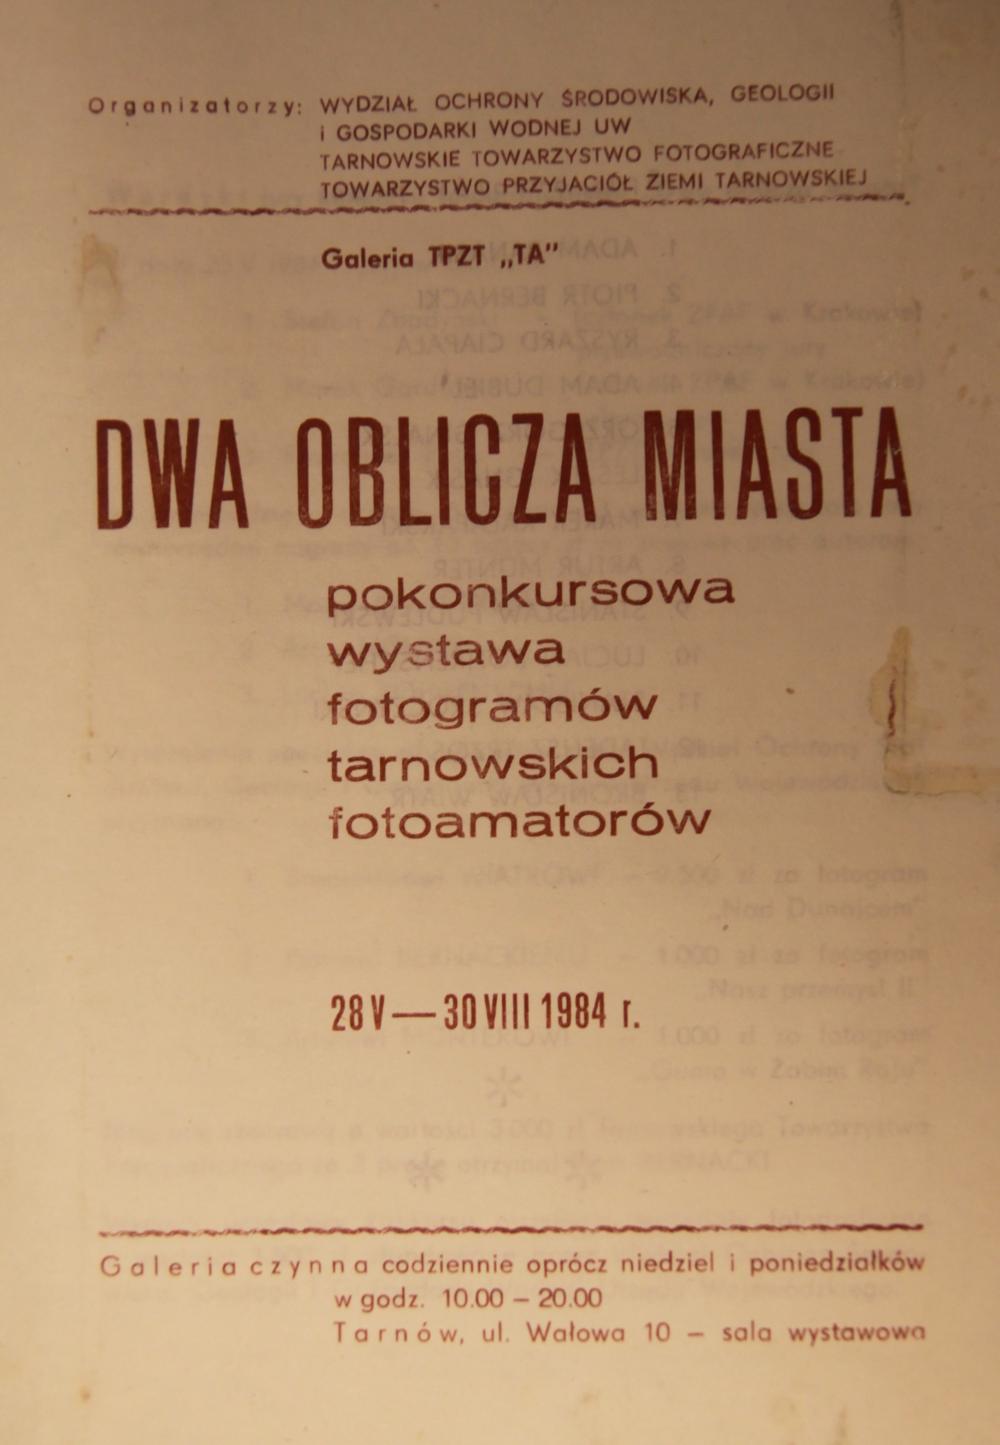 Organizatorzy: WYDZIAŁ OCHRONY ŚRODOWISKA, GEOLOGII
i GOSPODARKI WODNEJ UW
TARNOWSKIE TOWARZYSTWO FOTOGRAFICZNE
TOWARZYSTWO PRZYJACIÓŁ ZIEMI TARNOWSKIEJ
Galeria TPZT „TA”
DWA OBLICZA MIASTA
pokonkursowa
wystawa
fotogramów
tarnowskich
fotoamatorów
28 V — 30 VIII 1984 r.
Galeria czynna codziennie oprócz niedziel i poniedziałków
w godz. 10.00 – 20.00
Tarnów, ul. Wałowa 10 – sala wystawowa